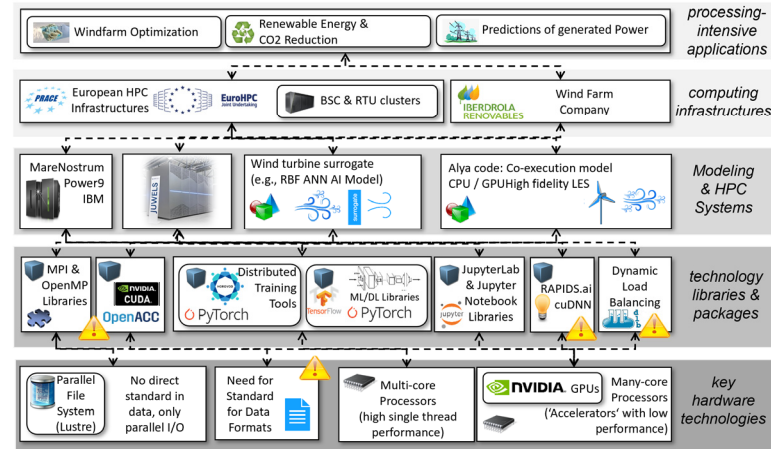 Windfarm Optimization
Renewable Energy &
CO2 Reduction
Predictions of generated Power
processing-
intensive
applications
PRACE
European HPC
Infrastructures
EuroHPC
Joint Undertaking
BSC & RTU clusters
IBERDROLA
RENOVABLES
Wind Farm
Company
computing
infrastructures
MareNostrum
Power9
IBM
JUWELS
Wind turbine surrogate
(e.g., RBF ANN AI Model)
surrogate
Alya code: Co-execution model
CPU / GPUHigh fidelity LES
Modeling
& HPC
Systems
MPI &
OpenMP
Libraries
NVIDIA.
CUDA.
OpenACC
HOROVOD
Distributed
Training
Tools
PyTorch
TensorFlow
ML/DL Libraries
PyTorch
JupyterLab
& Jupyter
Notebook
Libraries
jupyter
RAPIDS.ai
cuDNN
Dynamic
Load
Balancing
technology
libraries &
packages
Parallel
File
System
(Lustre)
No direct
standard in
data, only
parallel I/O
Need for
Standard
for Data
Formats
Multi-core
Processors
(high single thread
performance)
NVIDIA. GPUs
Many-core
Processors
(‘Accelerators‘ with low
performance)
key
hardware
technologies